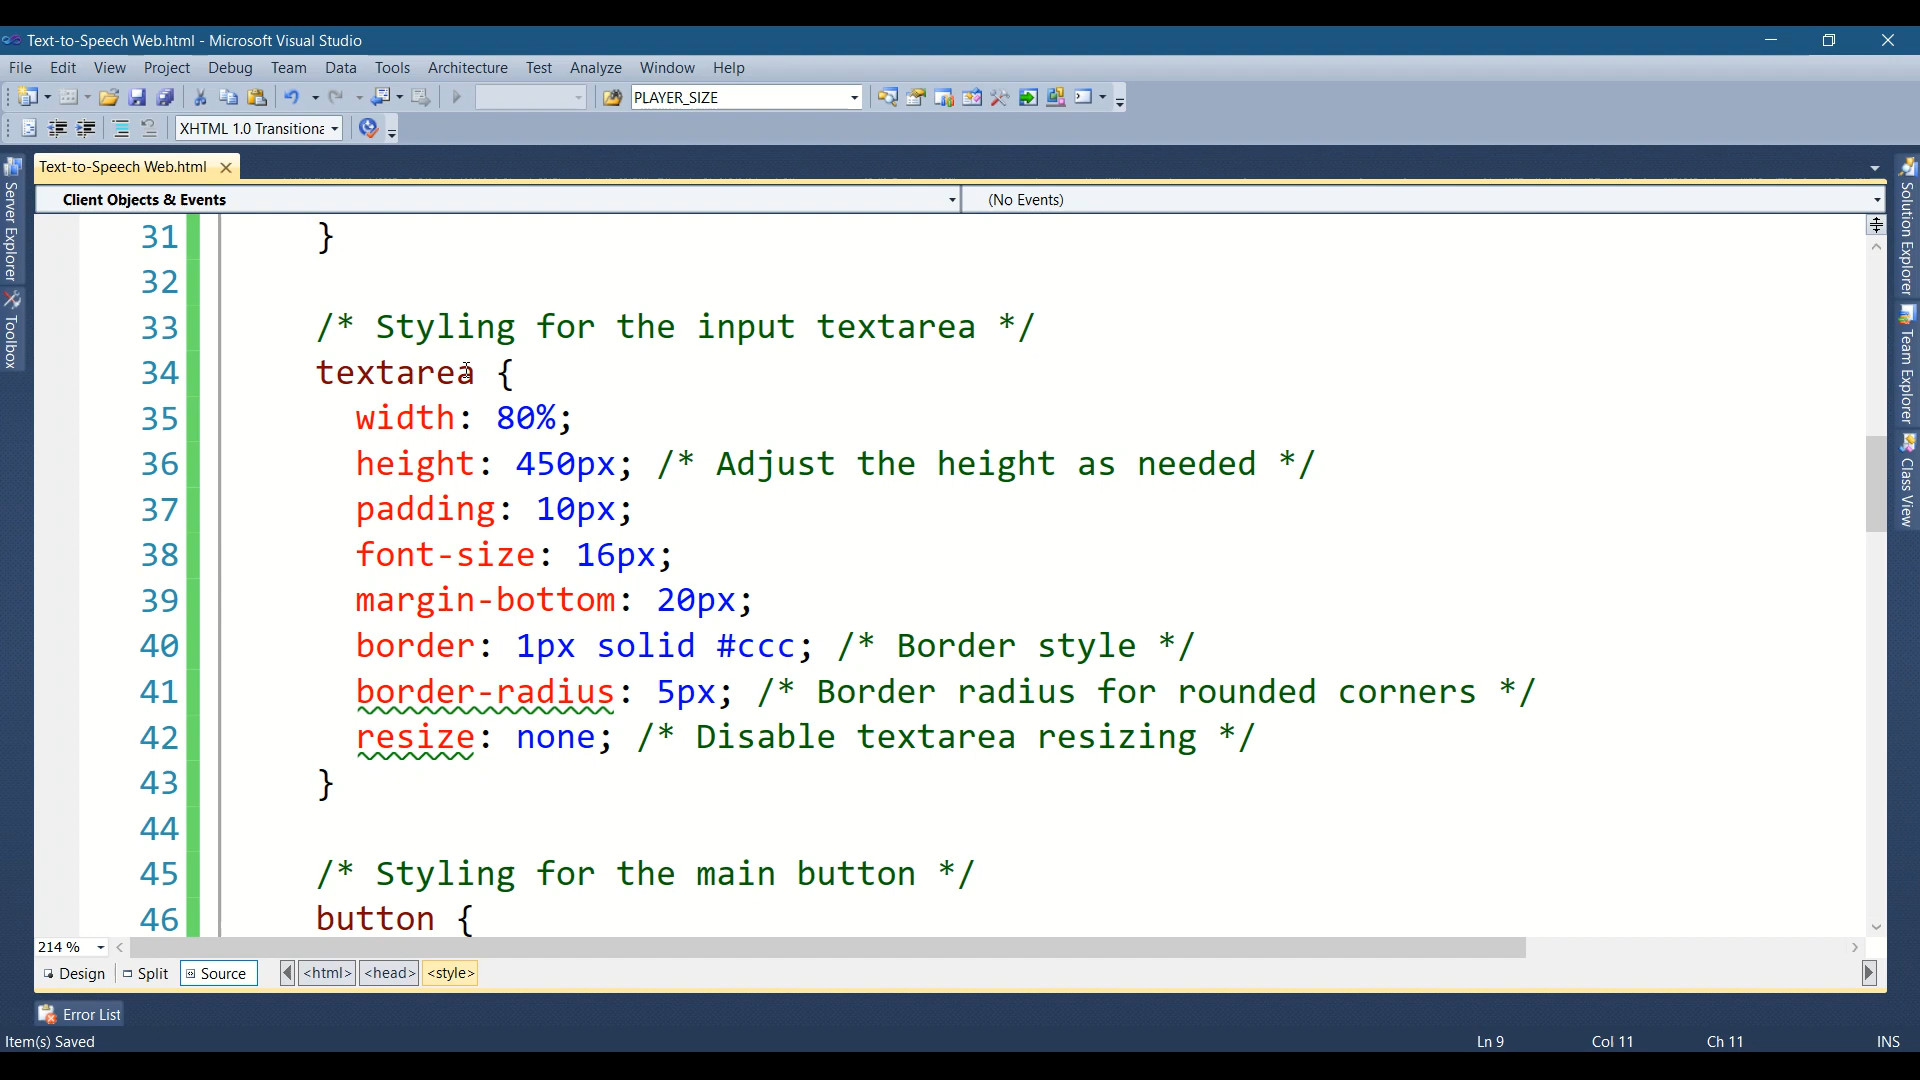 Text-to-Speech Web.html - Microsoft Visual Studio
File Edit View Project Debug Team Data Tools Architecture Test Analyze Window Help
PLAYER_SIZE
XHTML 1.0 Transitiona
Text-to-Speech Web.html
Client Objects & Events (No Events)
Server Explorer
Toolbox
31 }
32
33 /* Styling for the input textarea */
34 textarea {
35 width: 80%;
36 height: 450px; /* Adjust the height as needed */
37 padding: 10px;
38 font-size: 16px;
39 margin-bottom: 20px;
40 border: 1px solid #ccc; /* Border style */
41 border-radius: 5px; /* Border radius for rounded corners */
42 resize: none; /* Disable textarea resizing */
43 }
44
45 /* Styling for the main button */
46 button {
Solution Explorer
Team Explorer
Class View
214 %
Design Split Source <html> <head> <style>
Error List
Item(s) Saved Ln 9 Col 11 Ch 11 INS